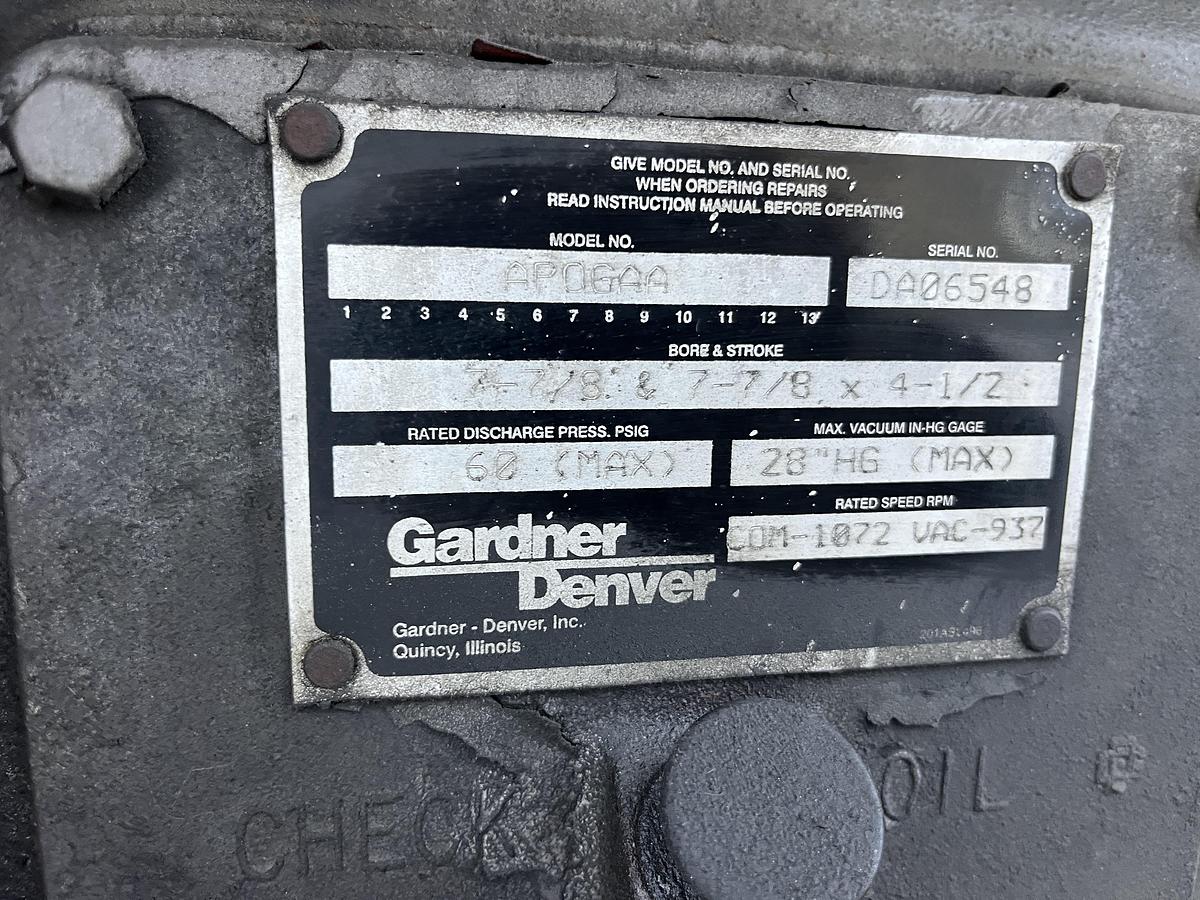 GIVE MODEL NO. AND SERIAL NO.
WHEN ORDERING REPAIRS
READ INSTRUCTION MANUAL BEFORE OPERATING
MODEL NO.
SERIAL NO.
APOGAA
DA06548
1 2 3 4 5 6 7 8 9 10 11 12 13
BORE & STROKE
7-7/8 & 7-7/8 x 4-1/2
RATED DISCHARGE PRESS. PSIG
MAX. VACUUM IN-HG GAGE
60 (MAX)
28"HG (MAX)
RATED SPEED RPM
COM-1072 VAC-937
Gardner
Denver
Gardner - Denver, Inc.
Quincy, Illinois
CHECK OIL